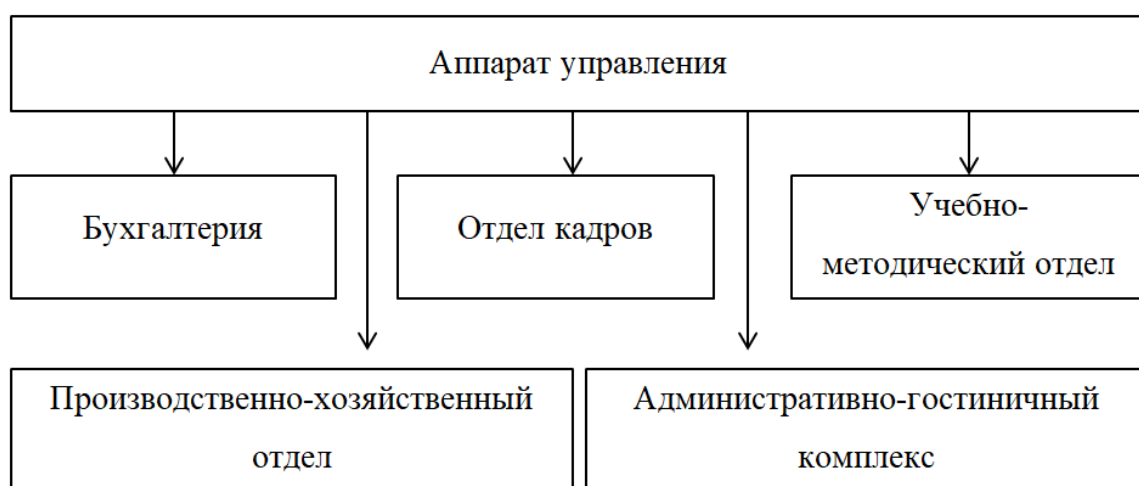 Аппарат управления
Бухгалтерия
Отдел кадров
Учебно-
методический отдел
Производственно-хозяйственный
отдел
Административно-гостиничный
комплекс